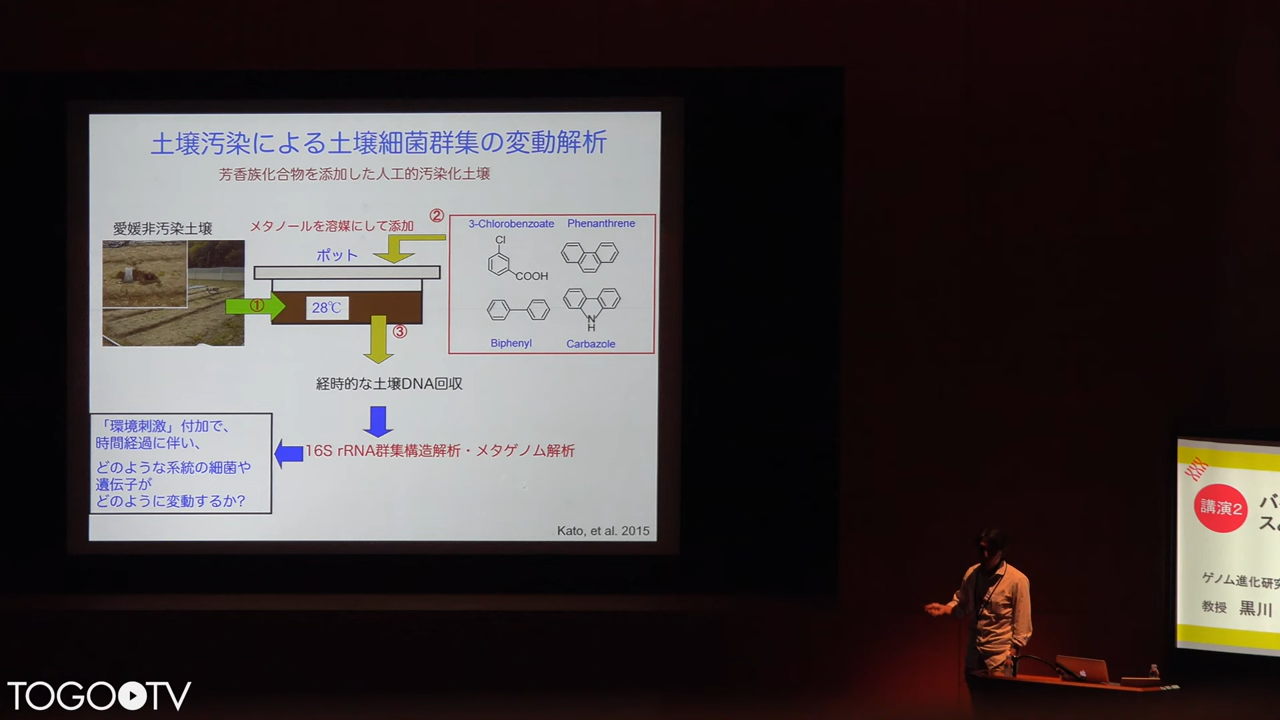 土壌汚染による土壌細菌群集の変動解析
芳香族化合物を添加した人工的汚染化土壌
愛媛非汚染土壌
メタノールを溶媒にして添加
②
ポット
①
28℃
③
3-Chlorobenzoate
Phenanthrene
Cl
COOH
N
H
Biphenyl
Carbazole
経時的な土壌DNA回収
16S rRNA群集構造解析・メタゲノム解析
「環境刺激」付加で、
時間経過に伴い、
どのような系統の細菌や
遺伝子が
どのように変動するか?
Kato, et al. 2015
講演2
バ
ス
ゲノム進化研究
教授 黒川
TOGO TV